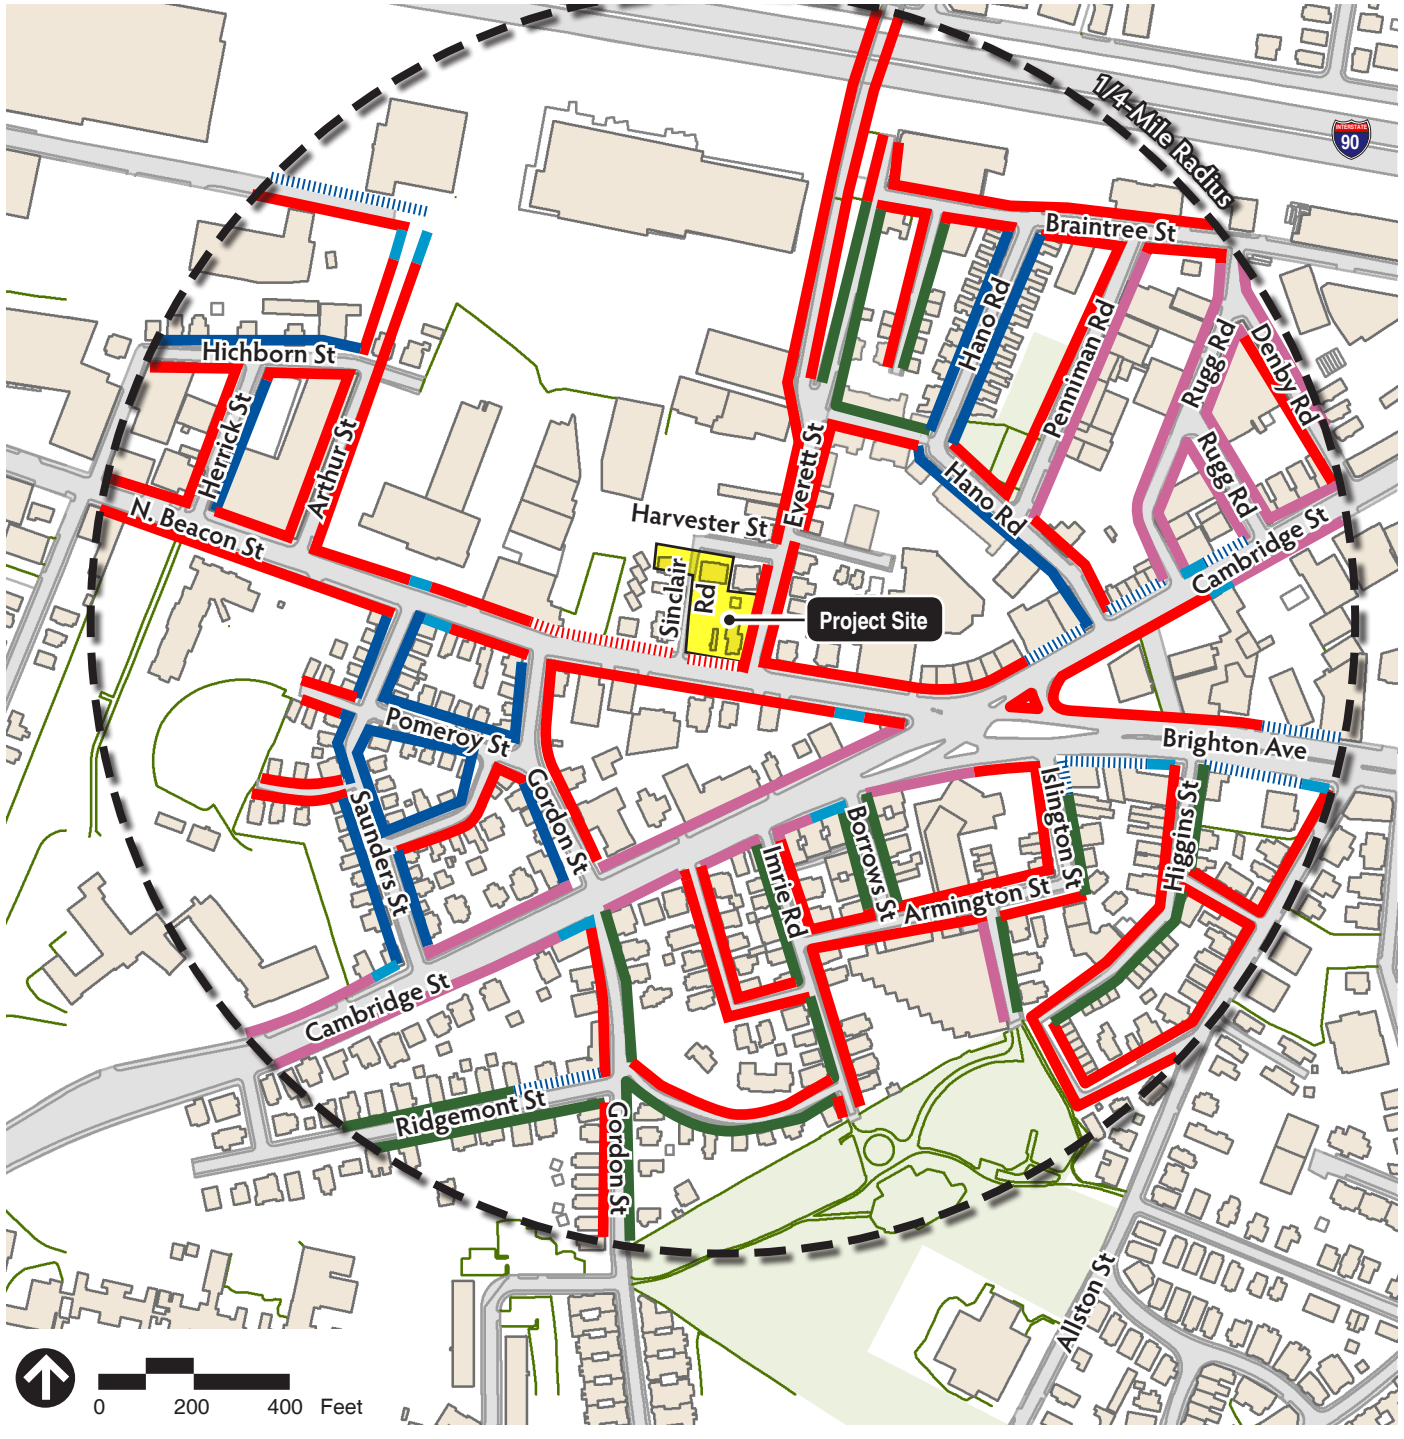 1/4-Mile Radius
INTERSTATE
90
Braintree St
Hano Rd
Penniman Rd
Rugg Rd
Denby Rd
Hichborn St
Herrick St
Arthur St
Everett St
Rugg Rd
Hano Rd
N. Beacon St
Harvester St
Cambridge St
Sinclair
Rd
Project Site
Pomeroy St
Brighton Ave
Gordon St
Islington St
Saunders St
Borrows St
Higgins St
Imrie Rd
Armington St
Cambridge St
Ridgemont St
Gordon St
Allston St
0 200 400 Feet